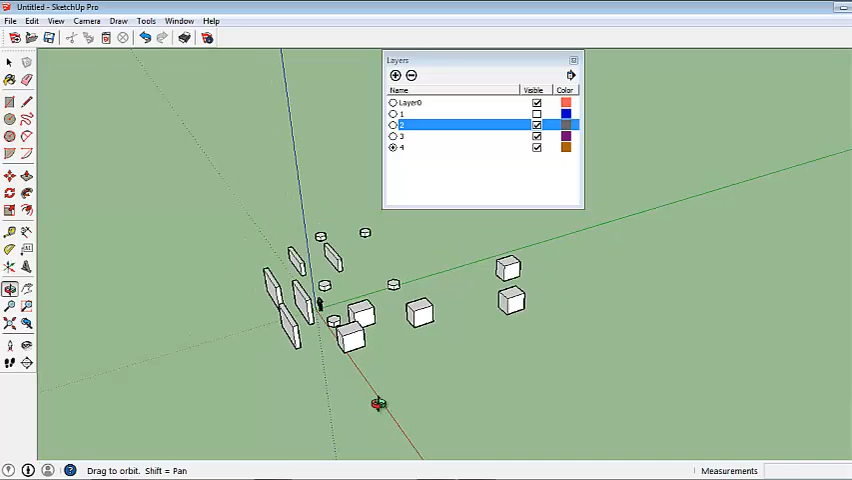 Untitled - SketchUp Pro
File Edit View Camera Draw Tools Window Help
Layers
Name Visible Color
Layer0
1
2
3
4
Drag to orbit. Shift = Pan
Measurements